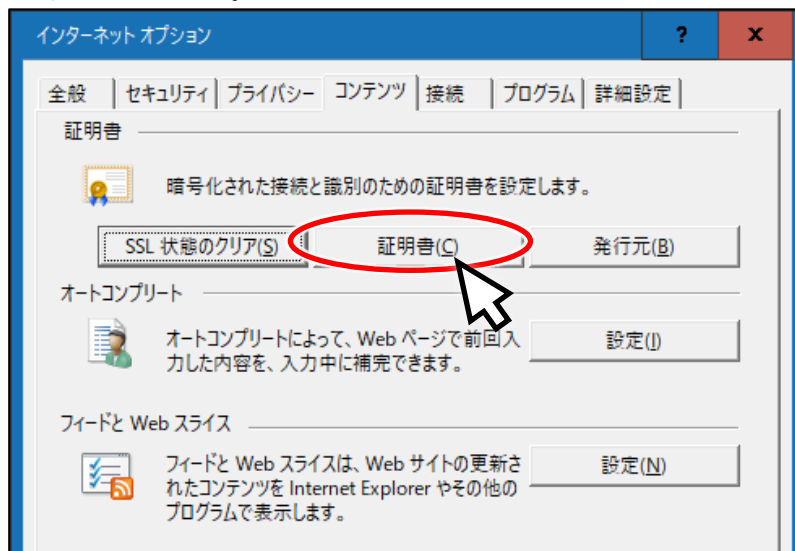 インターネット オプション ? x
全般 セキュリティ プライバシー コンテンツ 接続 プログラム 詳細設定
証明書
暗号化された接続と識別のための証明書を設定します。
SSL 状態のクリア(S) 証明書(C) 発行元(B)
オートコンプリート
オートコンプリートによって、Web ページで前回入
力した内容を、入力中に補完できます。
設定(I)
フィードと Web スライス
フィードと Web スライスは、Web サイトの更新さ
れたコンテンツを Internet Explorer やその他の
プログラムで表示します。
設定(N)